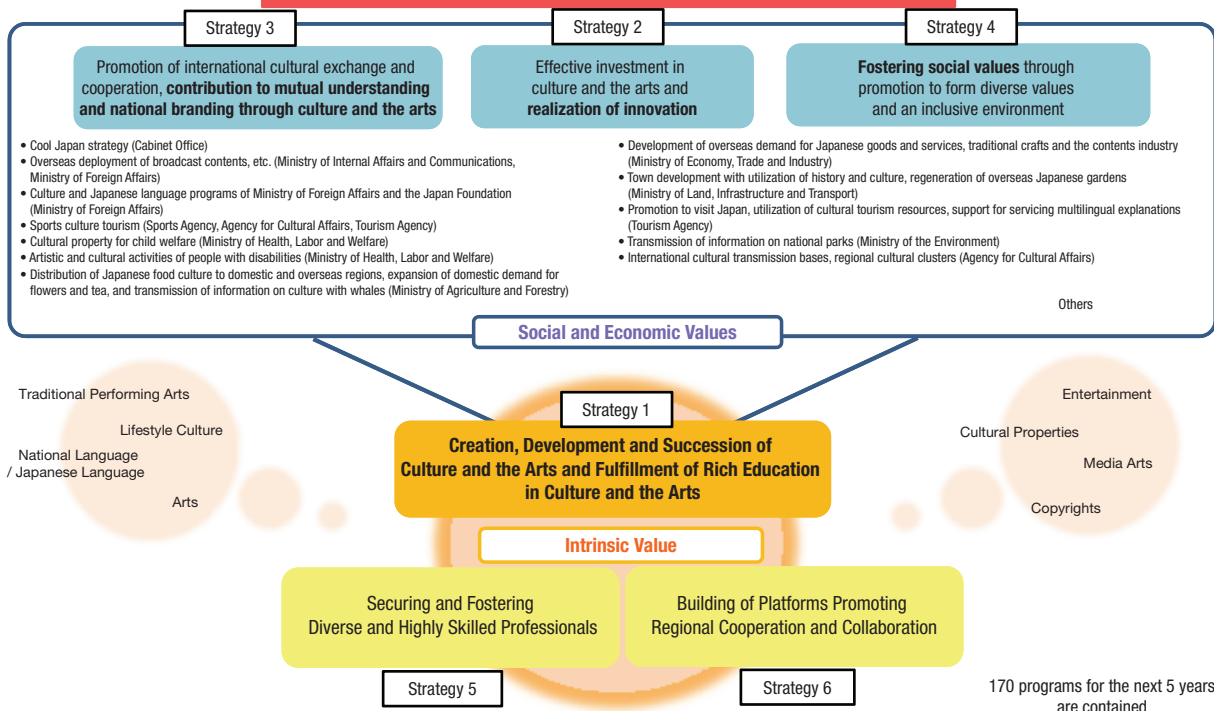 Strategy 3
Promotion of international cultural exchange and
cooperation, contribution to mutual understanding
and national branding through culture and the arts
Strategy 2
Effective investment in
culture and the arts and
realization of innovation
Strategy 4
Fostering social values through
promotion to form diverse values
and an inclusive environment
• Cool Japan strategy (Cabinet Office)
• Overseas deployment of broadcast contents, etc. (Ministry of Internal Affairs and Communications,
Ministry of Foreign Affairs)
• Culture and Japanese language programs of Ministry of Foreign Affairs and the Japan Foundation
(Ministry of Foreign Affairs)
• Sports culture tourism (Sports Agency, Agency for Cultural Affairs, Tourism Agency)
• Cultural property for child welfare (Ministry of Health, Labor and Welfare)
• Artistic and cultural activities of people with disabilities (Ministry of Health, Labor and Welfare)
• Distribution of Japanese food culture to domestic and overseas regions, expansion of domestic demand for
flowers and tea, and transmission of information on culture with whales (Ministry of Agriculture and Forestry)
• Development of overseas demand for Japanese goods and services, traditional crafts and the contents industry
(Ministry of Economy, Trade and Industry)
• Town development with utilization of history and culture, regeneration of overseas Japanese gardens
(Ministry of Land, Infrastructure and Transport)
• Promotion to visit Japan, utilization of cultural tourism resources, support for servicing multilingual explanations
(Tourism Agency)
• Transmission of information on national parks (Ministry of the Environment)
• International cultural transmission bases, regional cultural clusters (Agency for Cultural Affairs)
Others
Social and Economic Values
Traditional Performing Arts
Lifestyle Culture
National Language
/ Japanese Language
Arts
Strategy 1
Creation, Development and Succession of
Culture and the Arts and Fulfillment of Rich Education
in Culture and the Arts
Entertainment
Cultural Properties
Media Arts
Copyrights
Intrinsic Value
Securing and Fostering
Diverse and Highly Skilled Professionals
Building of Platforms Promoting
Regional Cooperation and Collaboration
Strategy 5
Strategy 6
170 programs for the next 5 years
are contained